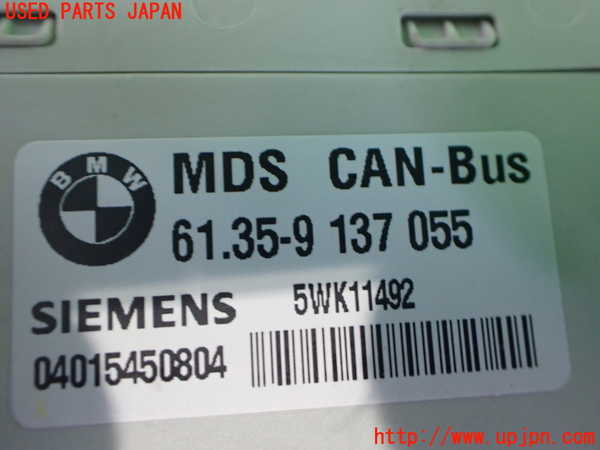 USED PARTS JAPAN
BMW
MDS CAN-Bus
61.35-9 137 055
SIEMENS 5WK11492
04015450804
http://www.upjpn.com